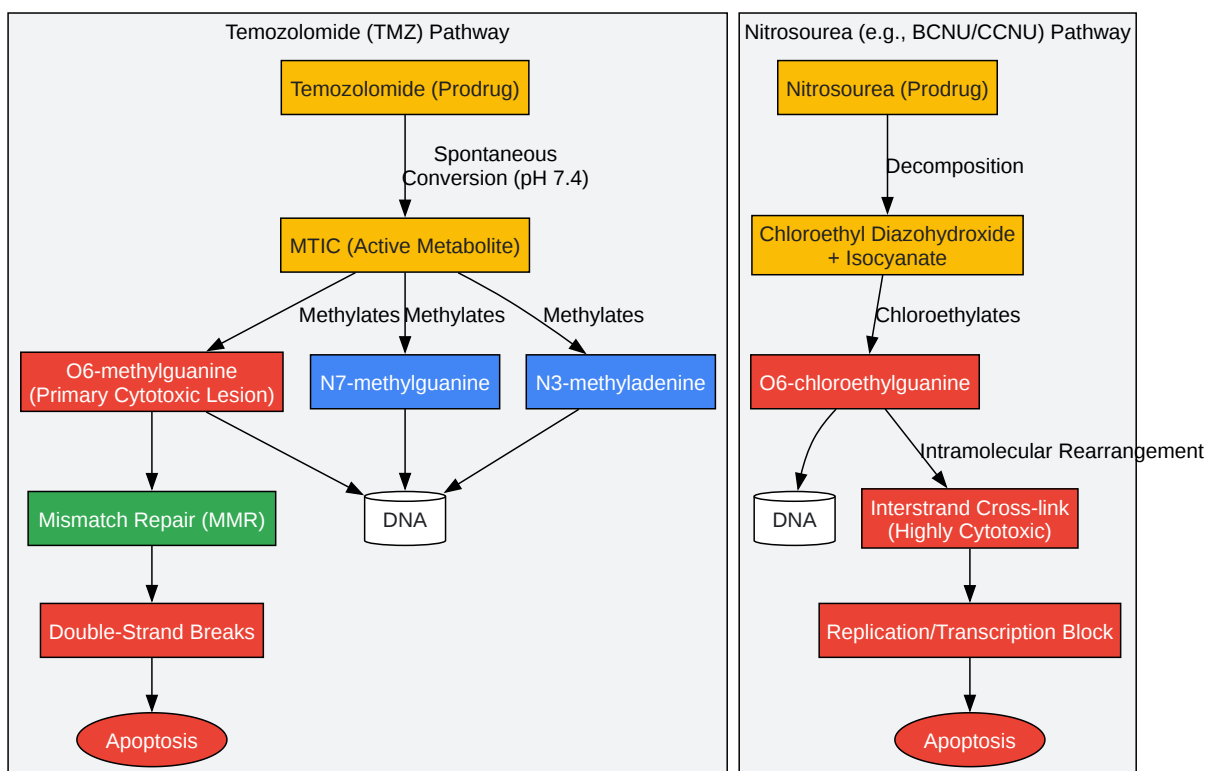 Temozolomide (TMZ) Pathway
Temozolomide (Prodrug)
Spontaneous
Conversion (pH 7.4)
MTIC (Active Metabolite)
Methylates
Methylates
Methylates
O6-methylguanine
(Primary Cytotoxic Lesion)
N7-methylguanine
N3-methyladenine
Mismatch Repair (MMR)
DNA
Double-Strand Breaks
Apoptosis
Nitrosourea (e.g., BCNU/CCNU) Pathway
Nitrosourea (Prodrug)
Decomposition
Chloroethyl Diazohydroxide
+ Isocyanate
Chloroethylates
O6-chloroethylguanine
Intramolecular Rearrangement
DNA
Interstrand Cross-link
(Highly Cytotoxic)
Replication/Transcription Block
Apoptosis